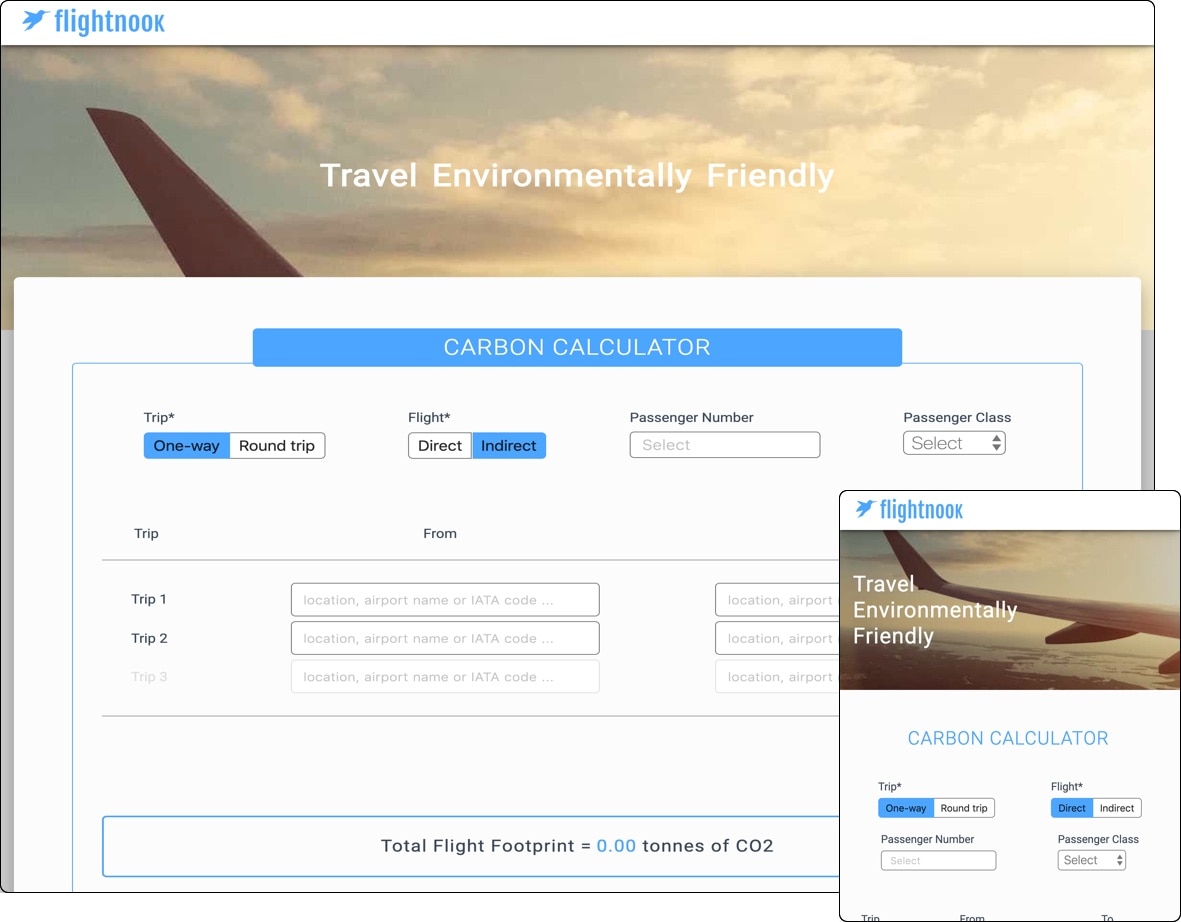 flightnook
Travel Environmentally Friendly
CARBON CALCULATOR
Trip* Flight* Passenger Number Passenger Class
One-way Round trip Direct Indirect Select Select
Trip From
Trip 1 location, airport name or IATA code ... location, airport
Trip 2 location, airport name or IATA code ... location, airport
Trip 3 location, airport name or IATA code ... location, airport
Total Flight Footprint = 0.00 tonnes of CO2
flightnook
Travel
Environmentally
Friendly
CARBON CALCULATOR
Trip* Flight*
One-way Round trip Direct Indirect
Passenger Number Passenger Class
Select Select
Trip From To